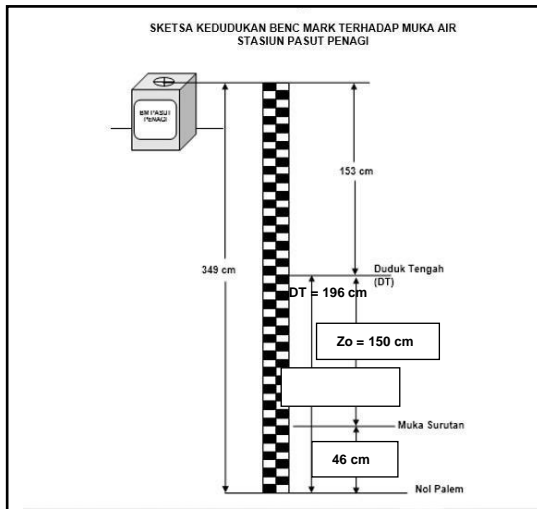 SKETSA KEDUDUKAN BENC MARK TERHADAP MUKA AIR
STASIUN PASUT PENAGI
BM PASUT
PENAGI
153 cm
349 cm
Duduk Tengah
(DT)
DT = 196 cm
Zo = 150 cm
Muka Surutan
46 cm
Nol Palem